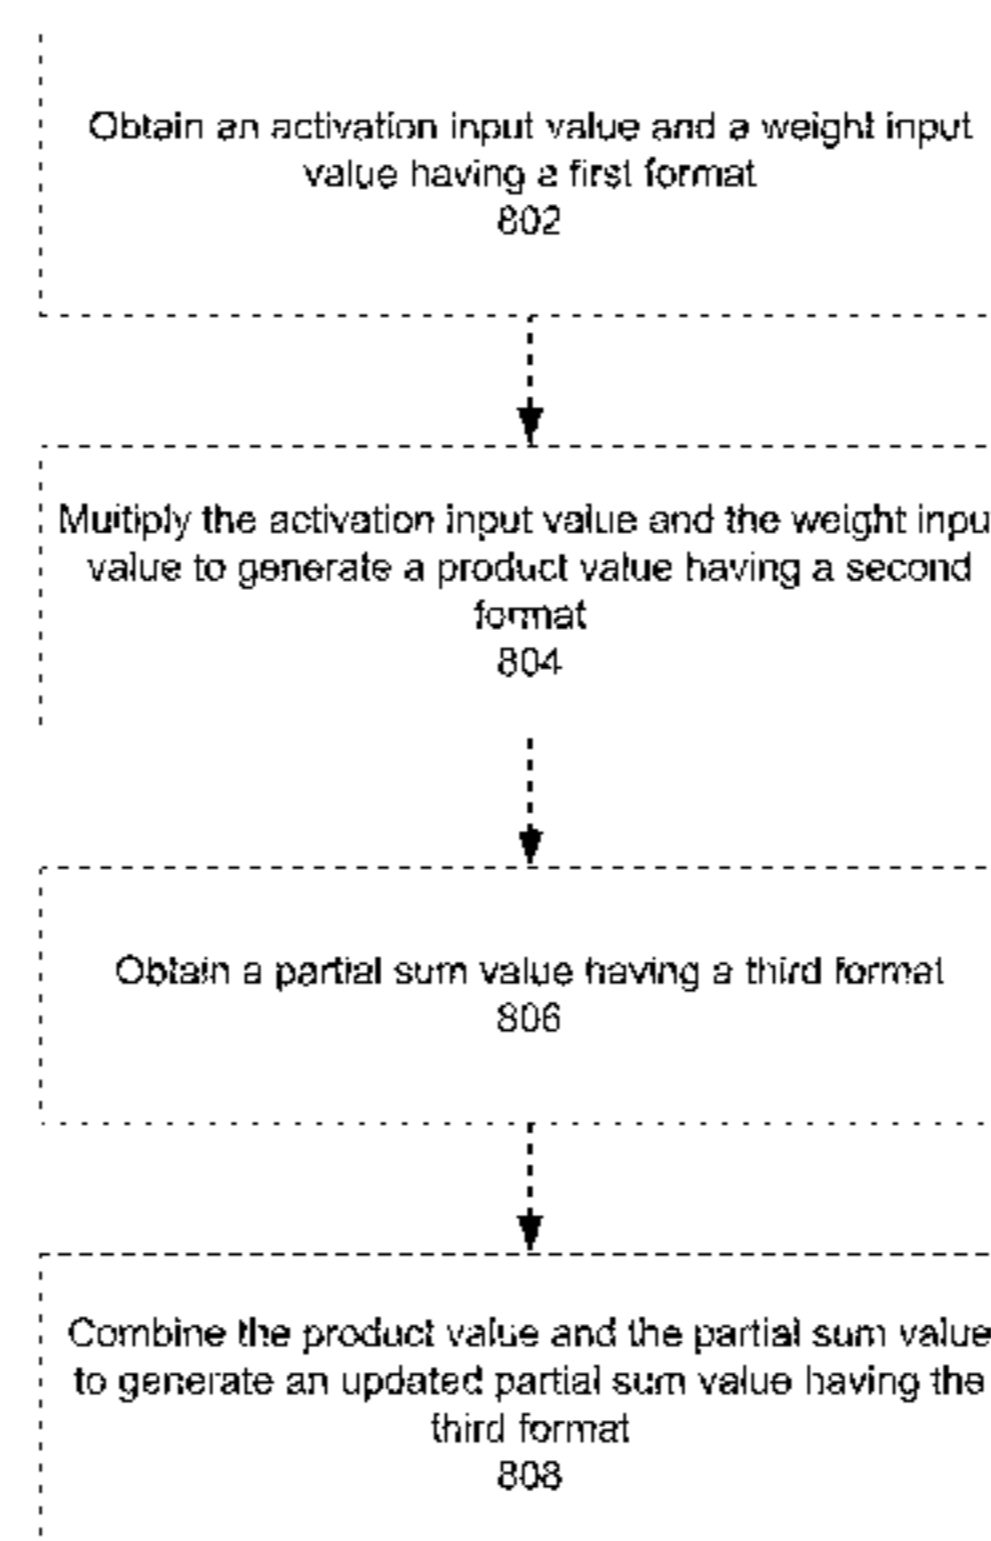 Obtain an activation input value and a weight input
value having a first format
802
Multiply the activation input value and the weight inpu
value to generate a product value having a second
format
804
Obtain a partial sum value having a third format
806
Combine the product value and the partial sum value
to generate an updated partial sum value having the
third format
808